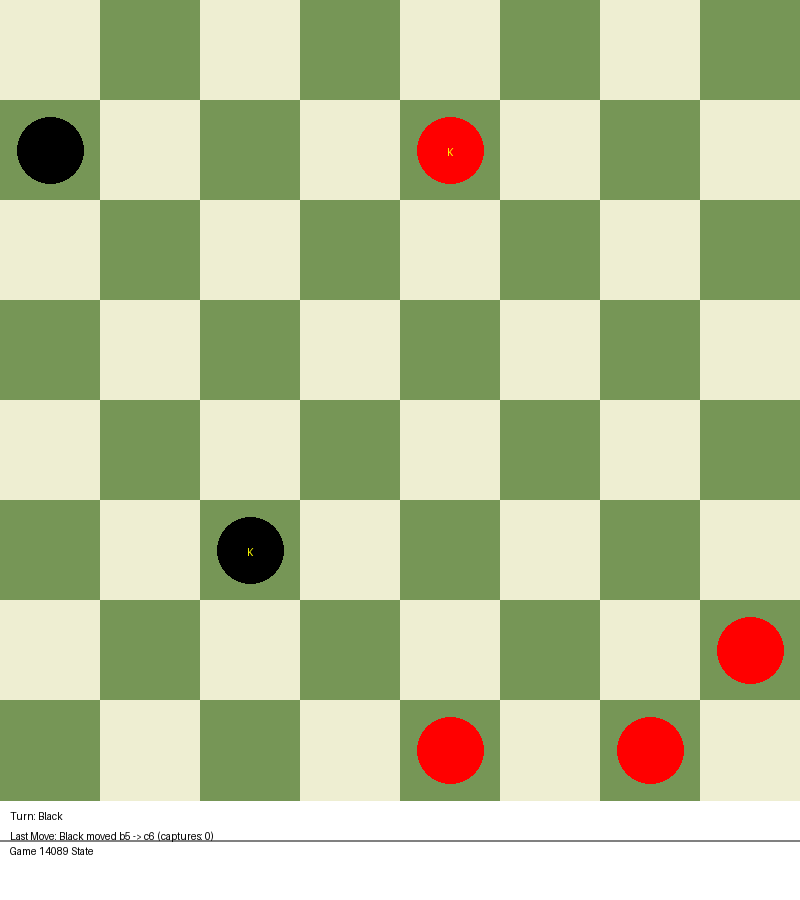 K
K
Turn: Black
Last Move: Black moved b5 -> c6 (captures: 0)
Game 14089 State